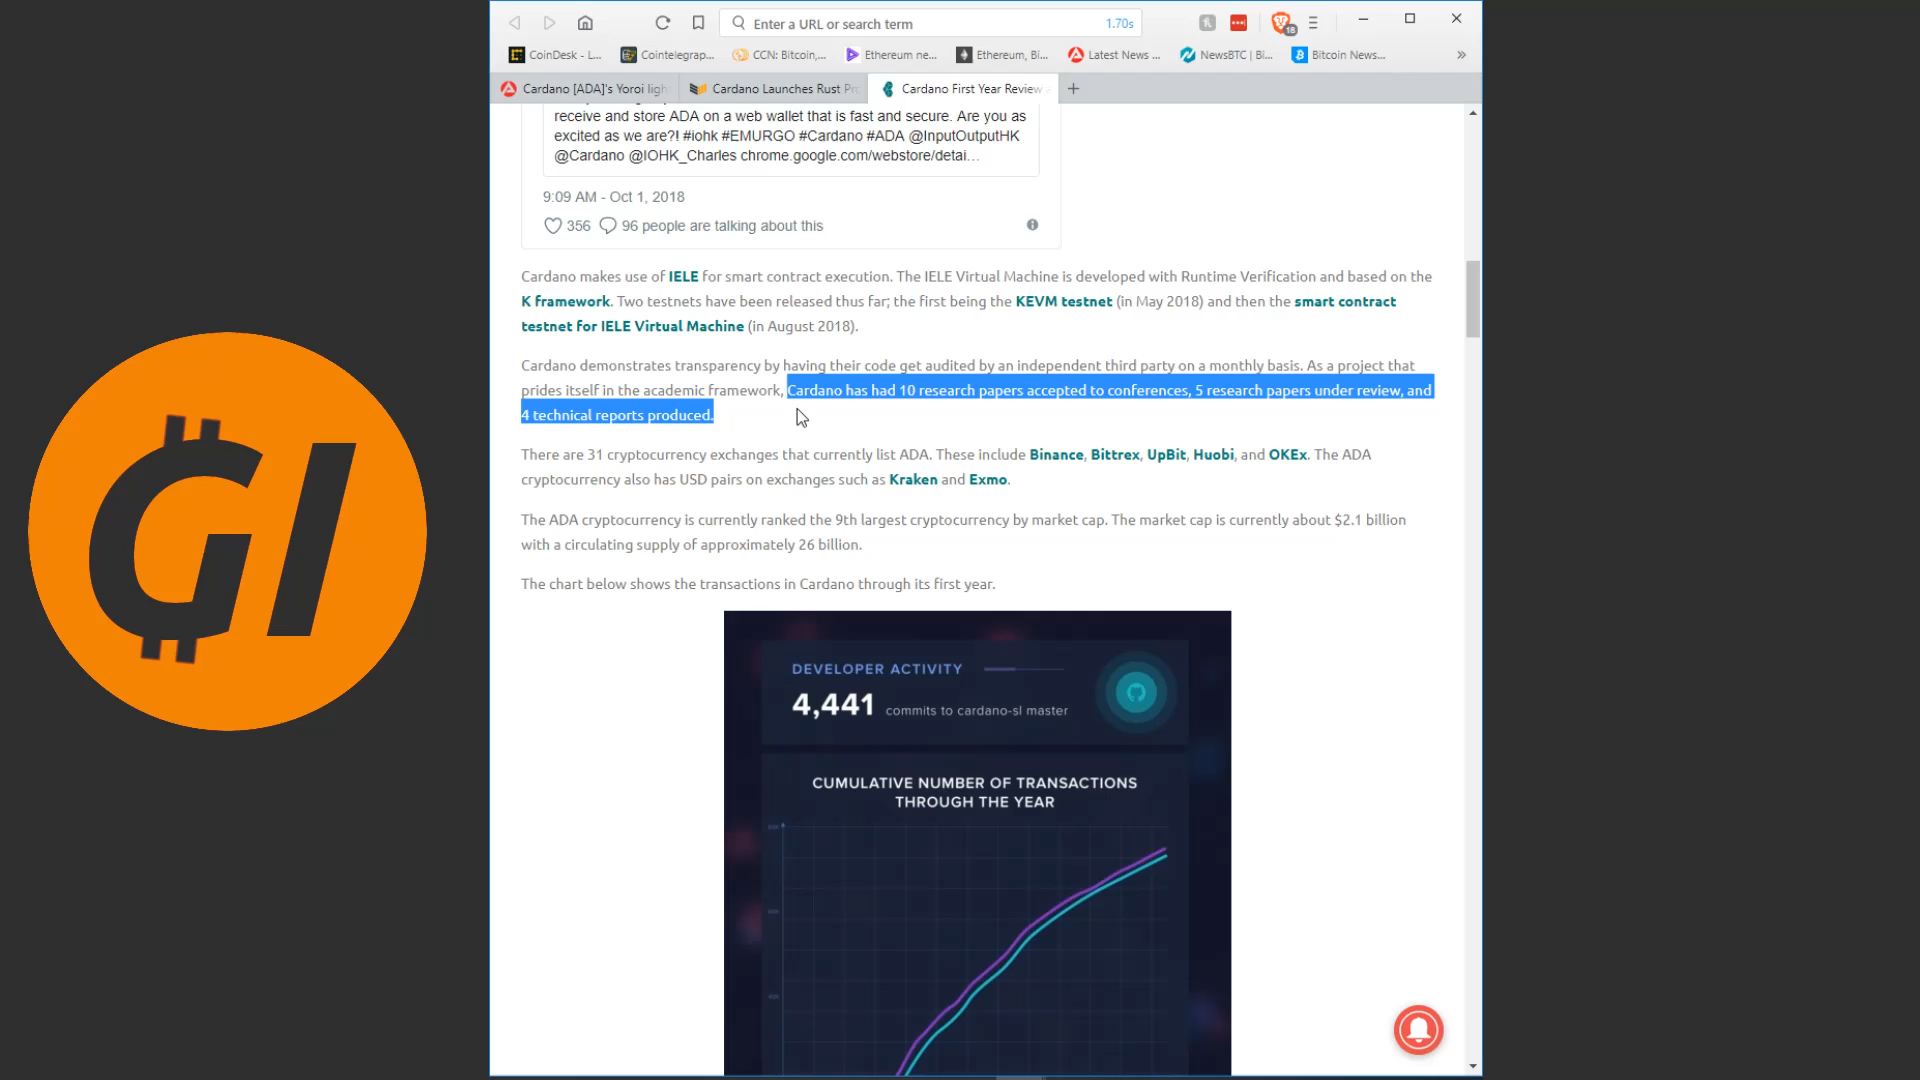 Enter a URL or search term
1.70s
18
CoinDesk - L...
Cointelegrap...
CCN: Bitcoin,...
Ethereum ne...
Ethereum, Bi...
Latest News ...
NewsBTC | Bi...
Bitcoin News...
Cardano [ADA]'s Yoroi ligh
Cardano Launches Rust Pr
Cardano First Year Review
receive and store ADA on a web wallet that is fast and secure. Are you as
excited as we are?! #iohk #EMURGO #Cardano #ADA @InputOutputHK
@Cardano @IOHK_Charles chrome.google.com/webstore/detai…
9:09 AM - Oct 1, 2018
356 96 people are talking about this
Cardano makes use of IELE for smart contract execution. The IELE Virtual Machine is developed with Runtime Verification and based on the
K framework. Two testnets have been released thus far; the first being the KEVM testnet (in May 2018) and then the smart contract
testnet for IELE Virtual Machine (in August 2018).
Cardano demonstrates transparency by having their code get audited by an independent third party on a monthly basis. As a project that
prides itself in the academic framework, Cardano has had 10 research papers accepted to conferences, 5 research papers under review, and
4 technical reports produced.
There are 31 cryptocurrency exchanges that currently list ADA. These include Binance, Bittrex, UpBit, Huobi, and OKEx. The ADA
cryptocurrency also has USD pairs on exchanges such as Kraken and Exmo.
The ADA cryptocurrency is currently ranked the 9th largest cryptocurrency by market cap. The market cap is currently about $2.1 billion
with a circulating supply of approximately 26 billion.
The chart below shows the transactions in Cardano through its first year.
DEVELOPER ACTIVITY
4,441 commits to cardano-sl master
CUMULATIVE NUMBER OF TRANSACTIONS
THROUGH THE YEAR
GI